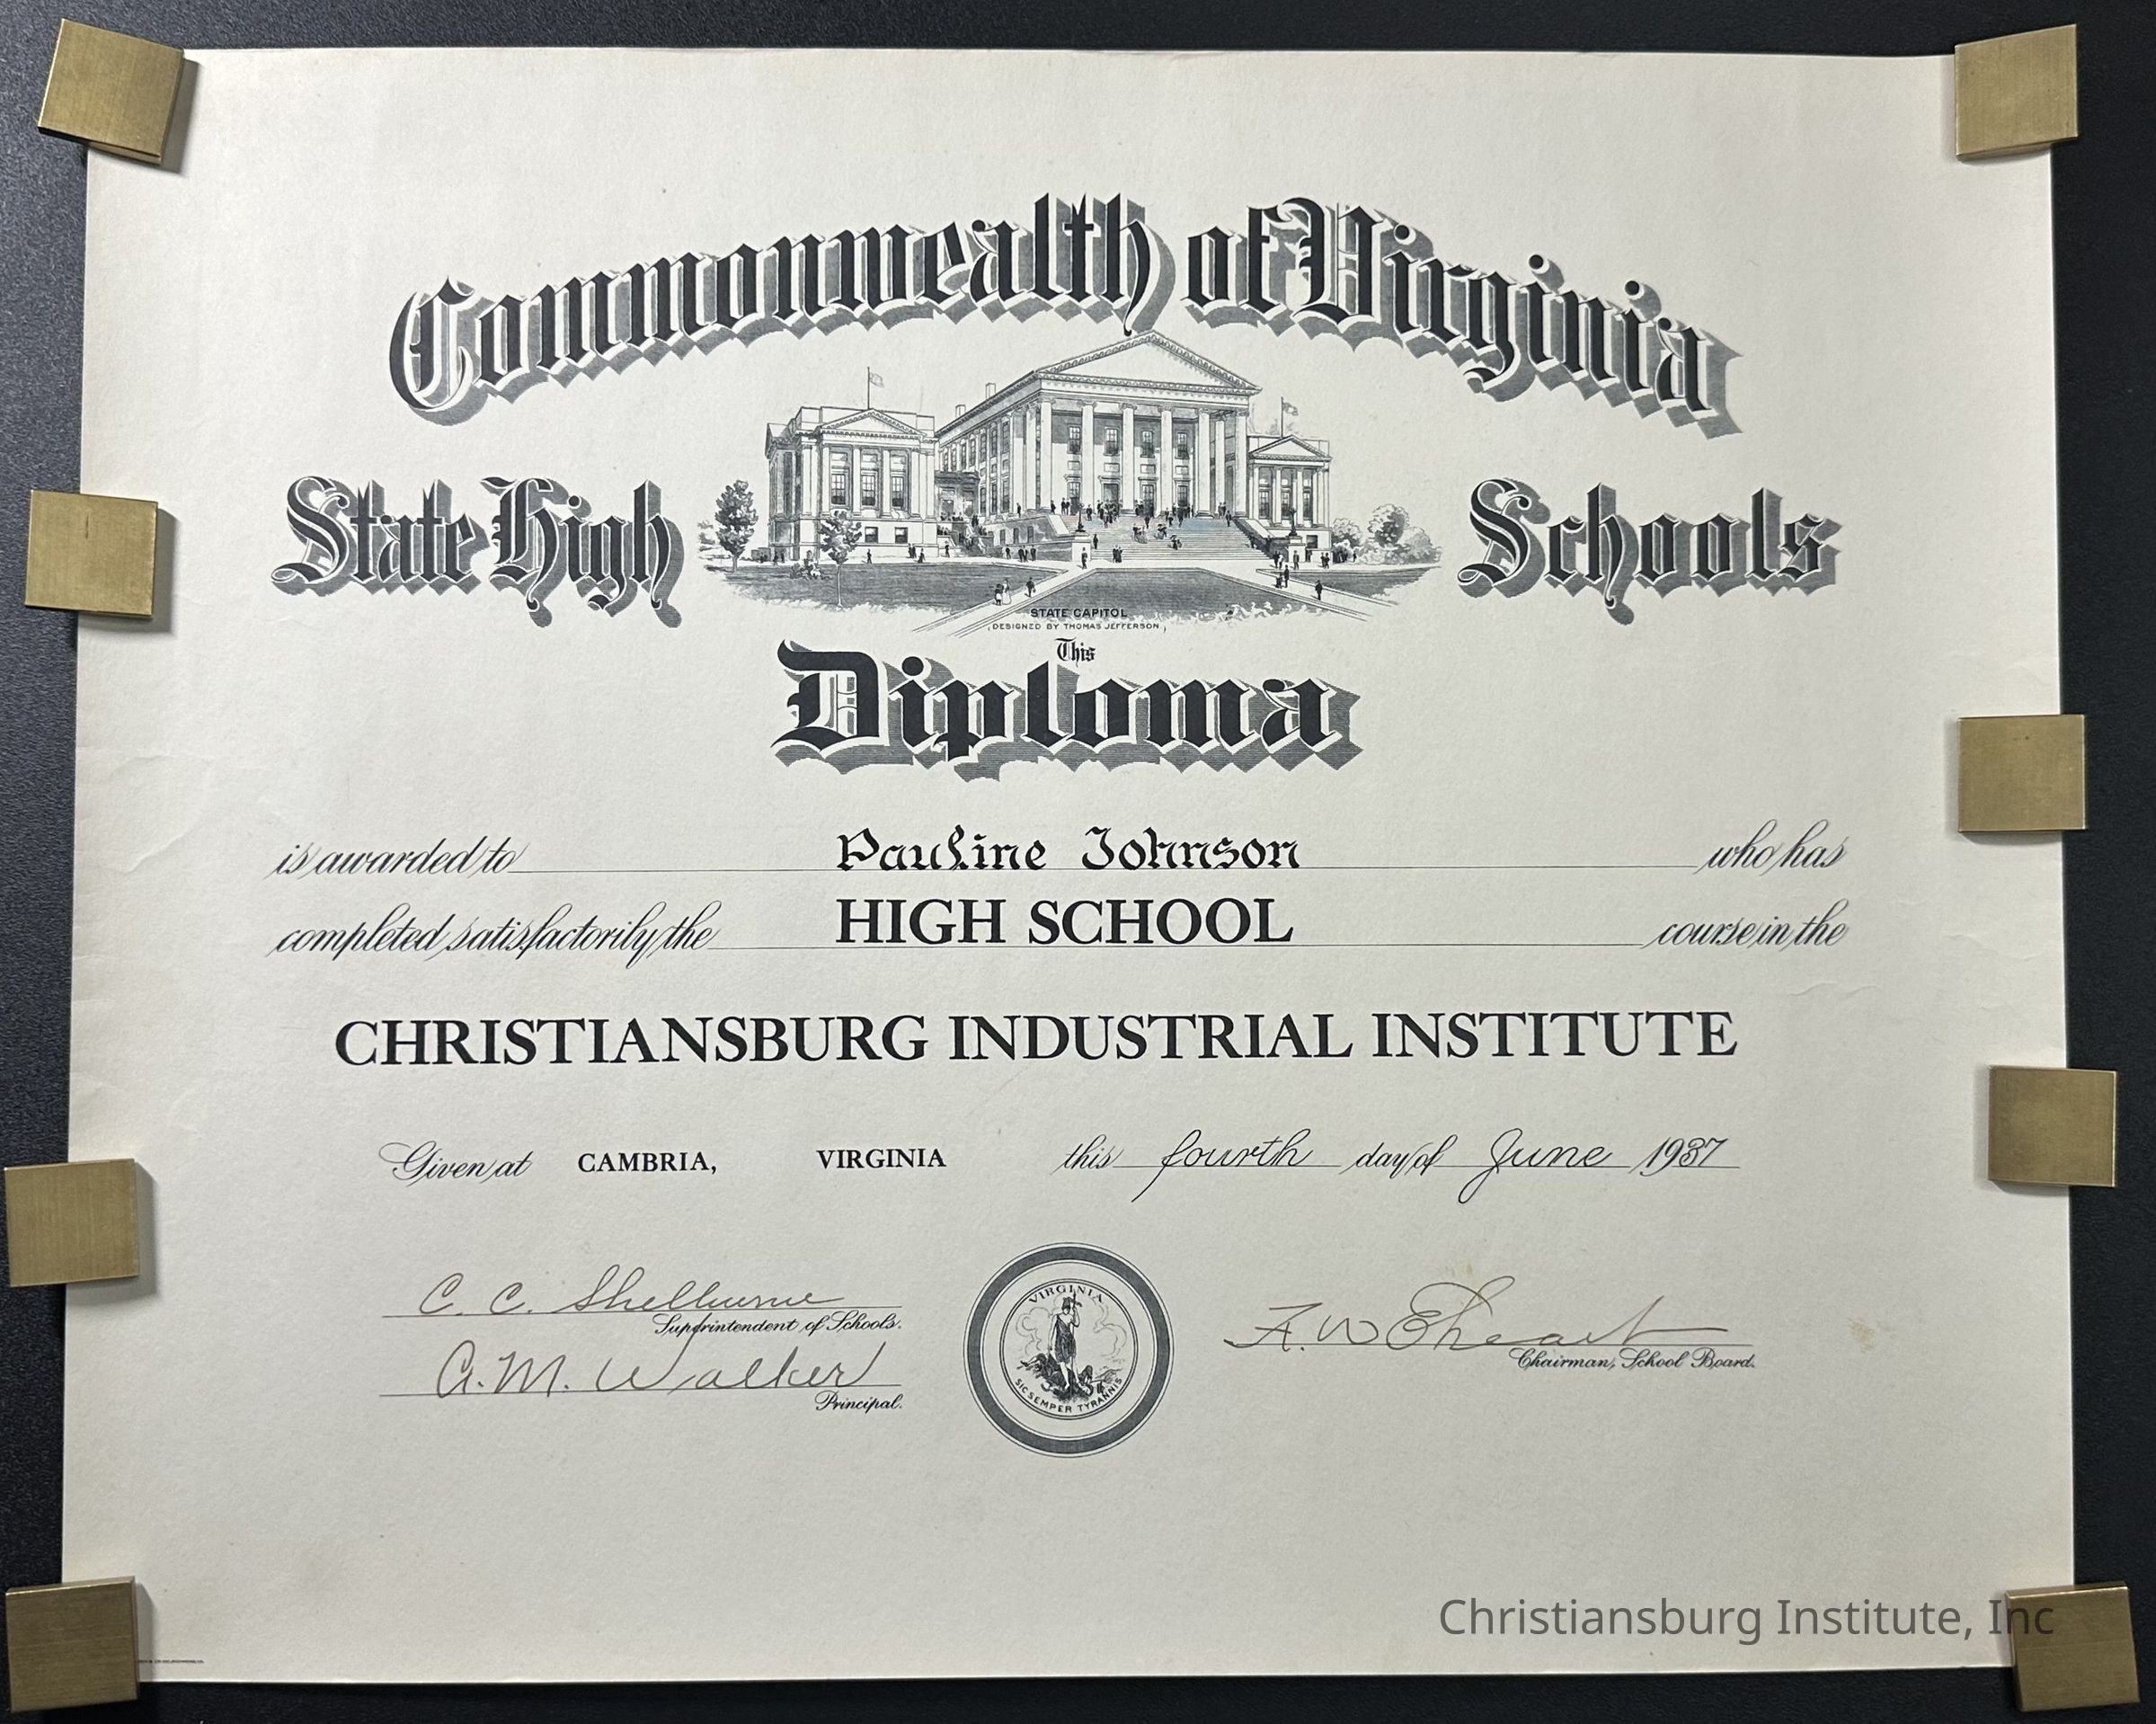 Commonwealth of Virginia
State High Schools
STATE CAPITOL
(DESIGNED BY THOMAS JEFFERSON.)
This
Diploma
is awarded to Pauline Johnson who has
completed satisfactorily the HIGH SCHOOL course in the
CHRISTIANSBURG INDUSTRIAL INSTITUTE
Given at CAMBRIA, VIRGINIA this fourth day of June 1937
C. C. Shelburne
Superintendent of Schools.
A. M. Walker
Principal.
VIRGINIA
SIC SEMPER TYRANNIS
F. W. Eheart
Chairman, School Board.
Christiansburg Institute, Inc